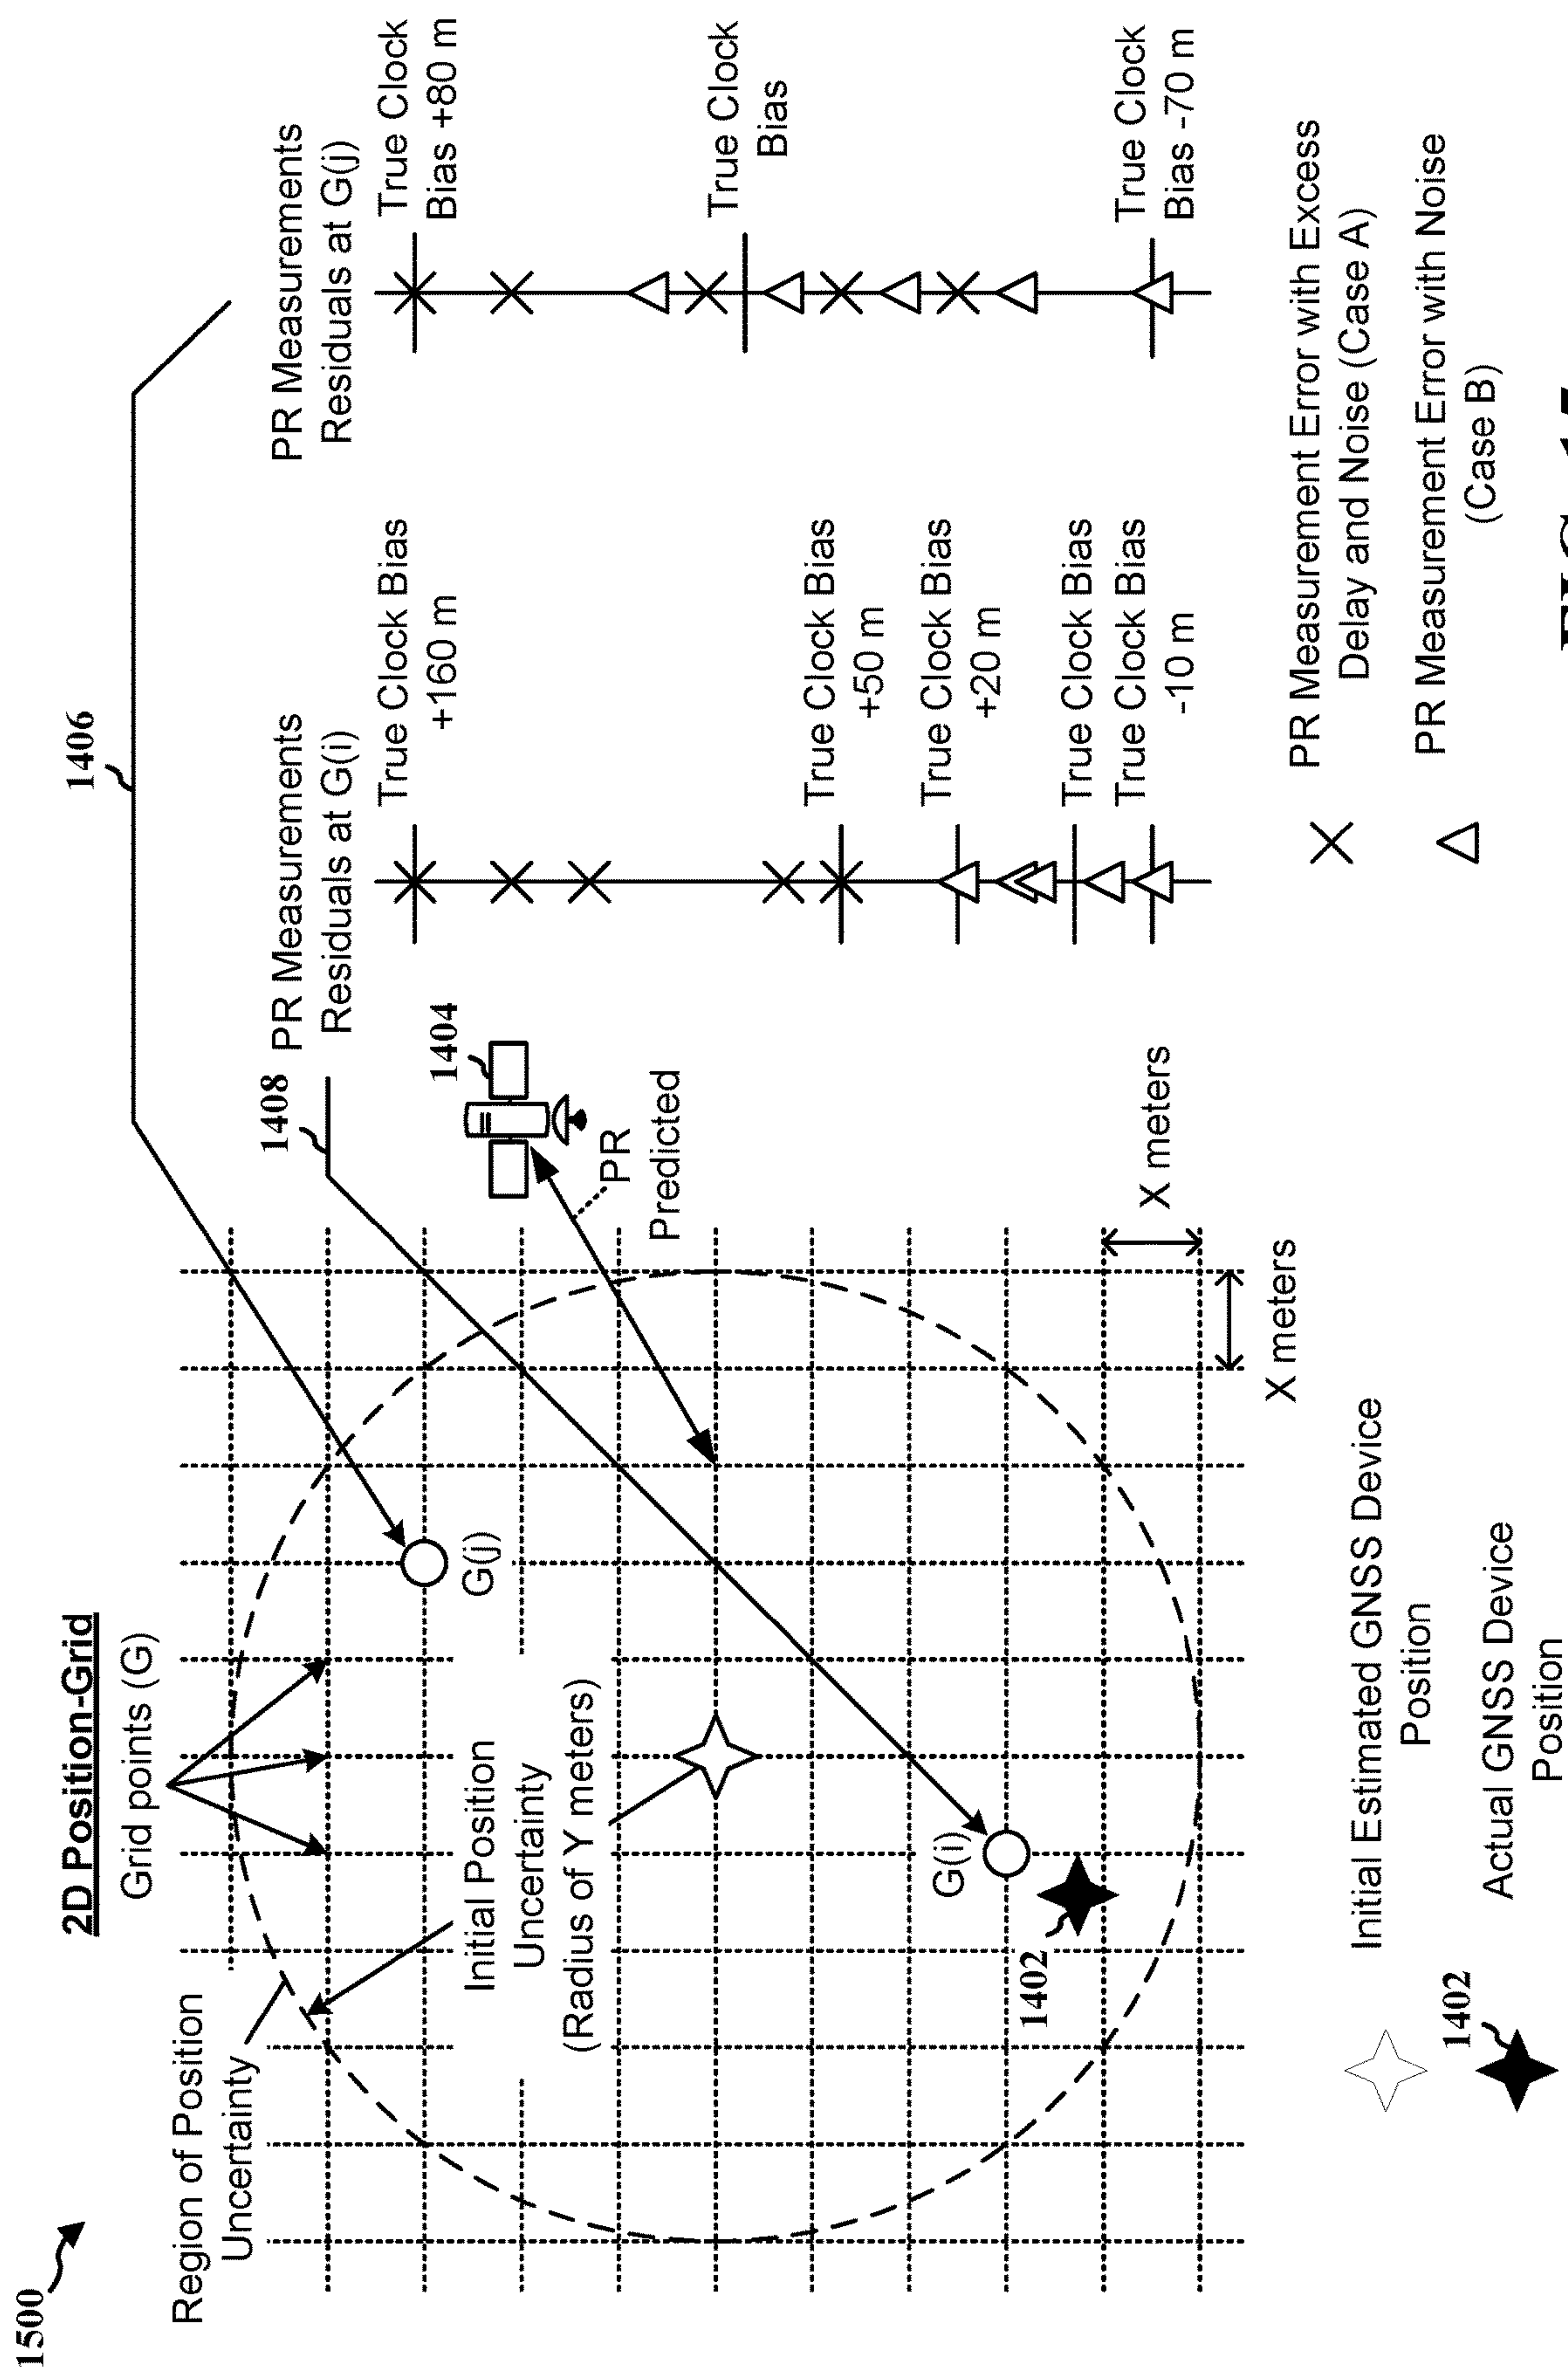 1500
2D Position-Grid
Grid points (G)
Region of Position
Uncertainty
Initial Position
Uncertainty
(Radius of Y meters)
G(j)
G(i)
1402
1406
1408
1404
PR
Predicted
X meters
X meters
PR Measurements
Residuals at G(i)
True Clock Bias
+160 m
True Clock Bias
+50 m
True Clock Bias
+20 m
True Clock Bias
True Clock Bias
-10 m
PR Measurements
Residuals at G(j)
True Clock
Bias +80 m
True Clock
Bias
True Clock
Bias -70 m
Initial Estimated GNSS Device
Position
1402
Actual GNSS Device
Position
PR Measurement Error with Excess
Delay and Noise (Case A)
PR Measurement Error with Noise
(Case B)